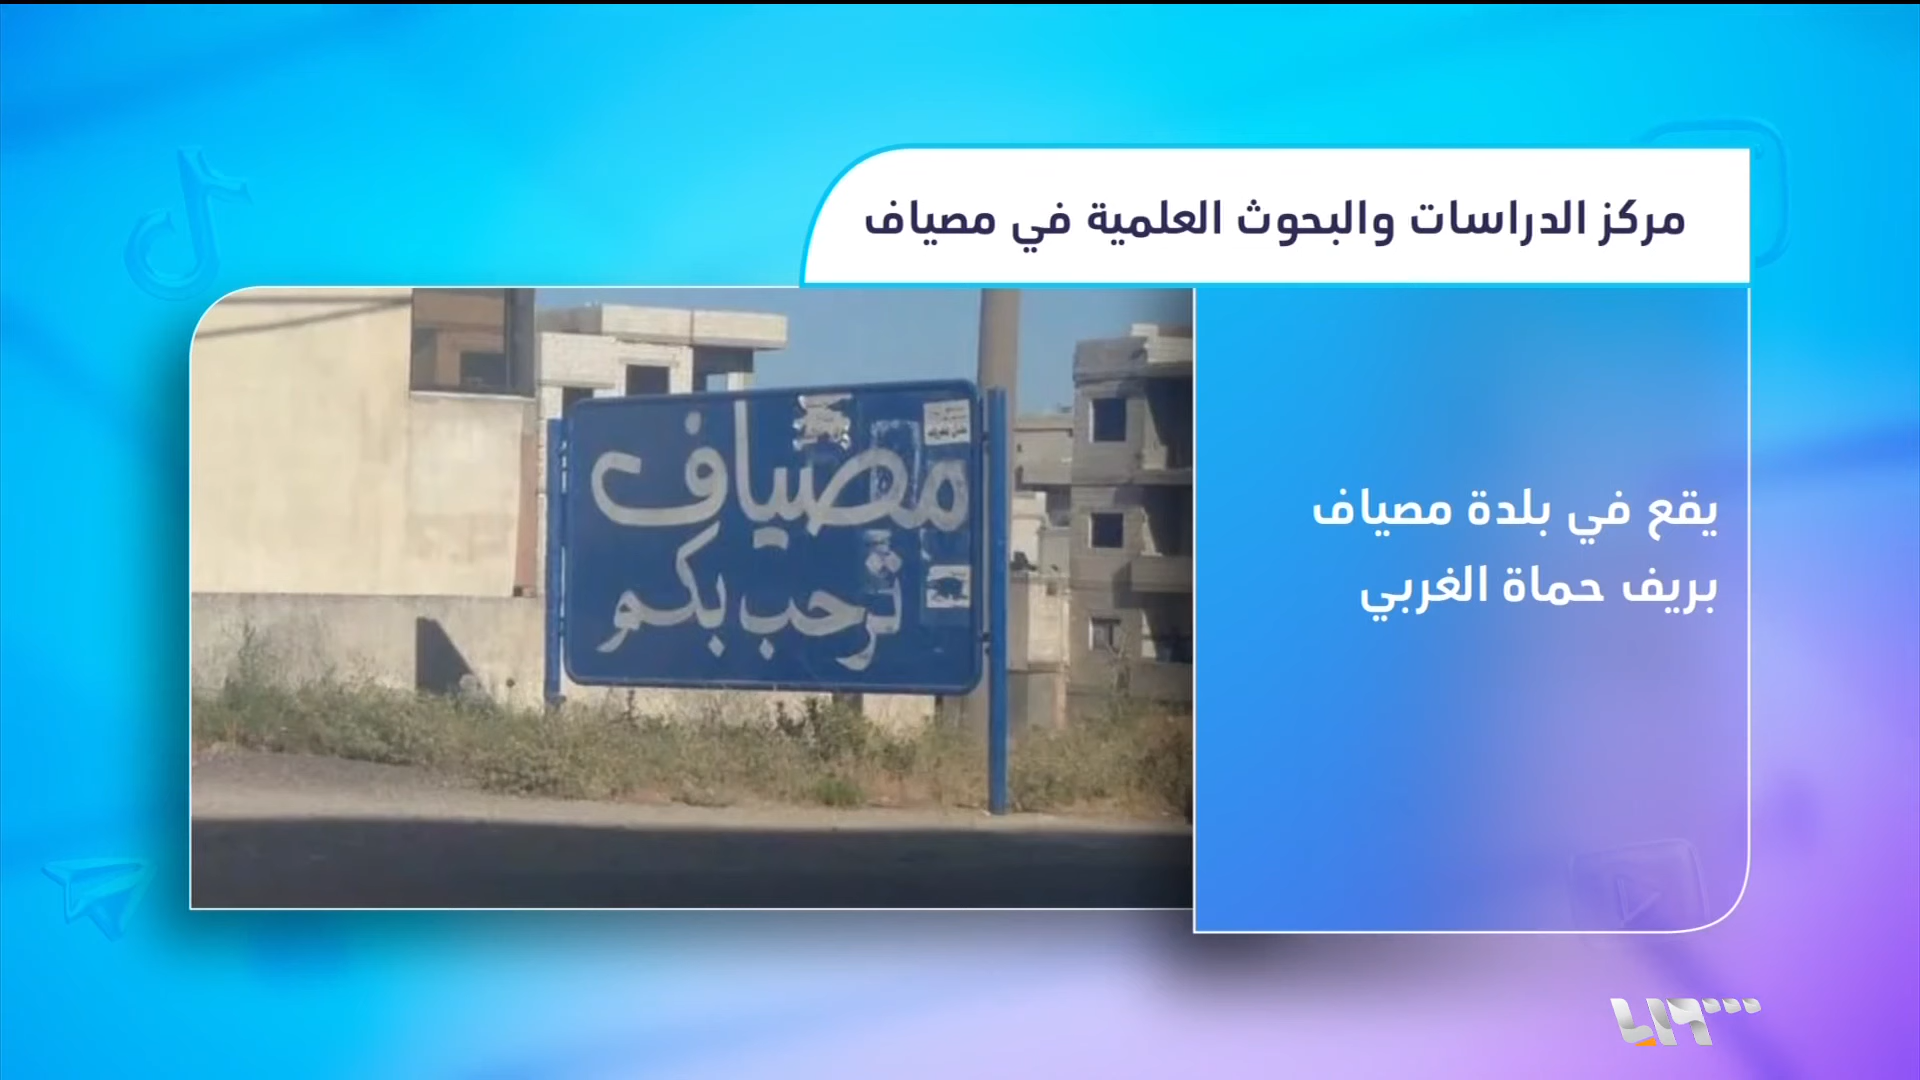 مركز الدراسات والبحوث العلمية في مصياف
يقع في بلدة مصياف
بريف حماة الغربي
مصياف
ترحب بكم